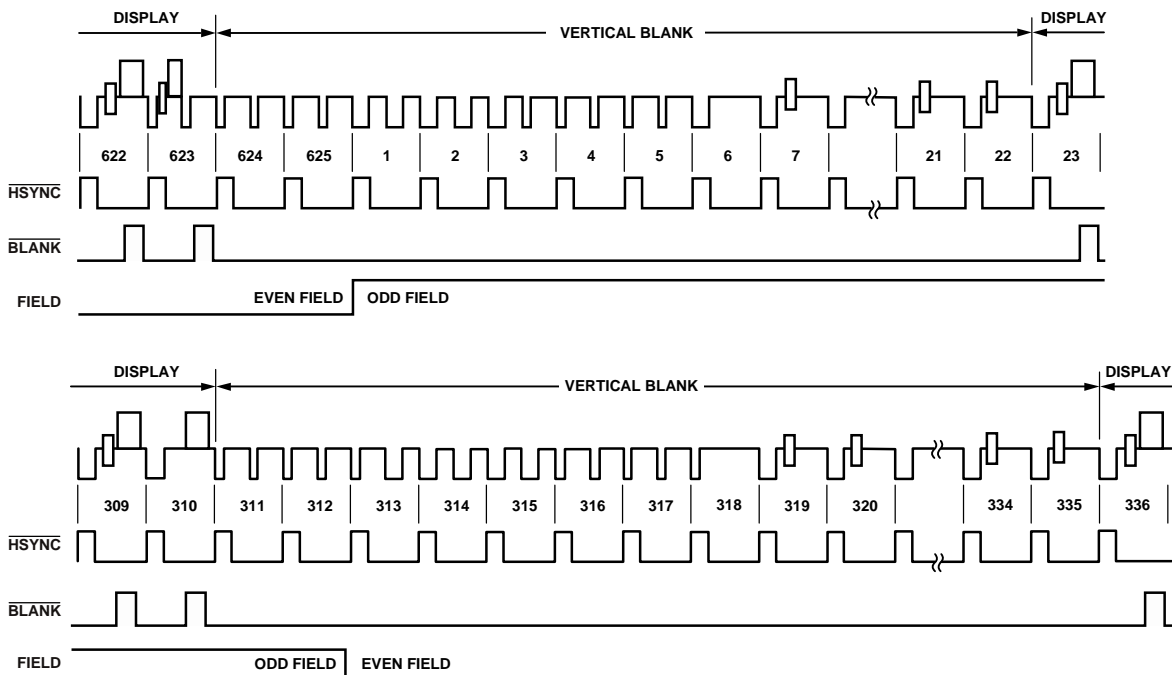 DISPLAY VERTICAL BLANK DISPLAY
622 623 624 625 1 2 3 4 5 6 7 21 22 23
HSYNC
BLANK
FIELD EVEN FIELD ODD FIELD
DISPLAY VERTICAL BLANK DISPLAY
309 310 311 312 313 314 315 316 317 318 319 320 334 335 336
HSYNC
BLANK
FIELD ODD FIELD EVEN FIELD